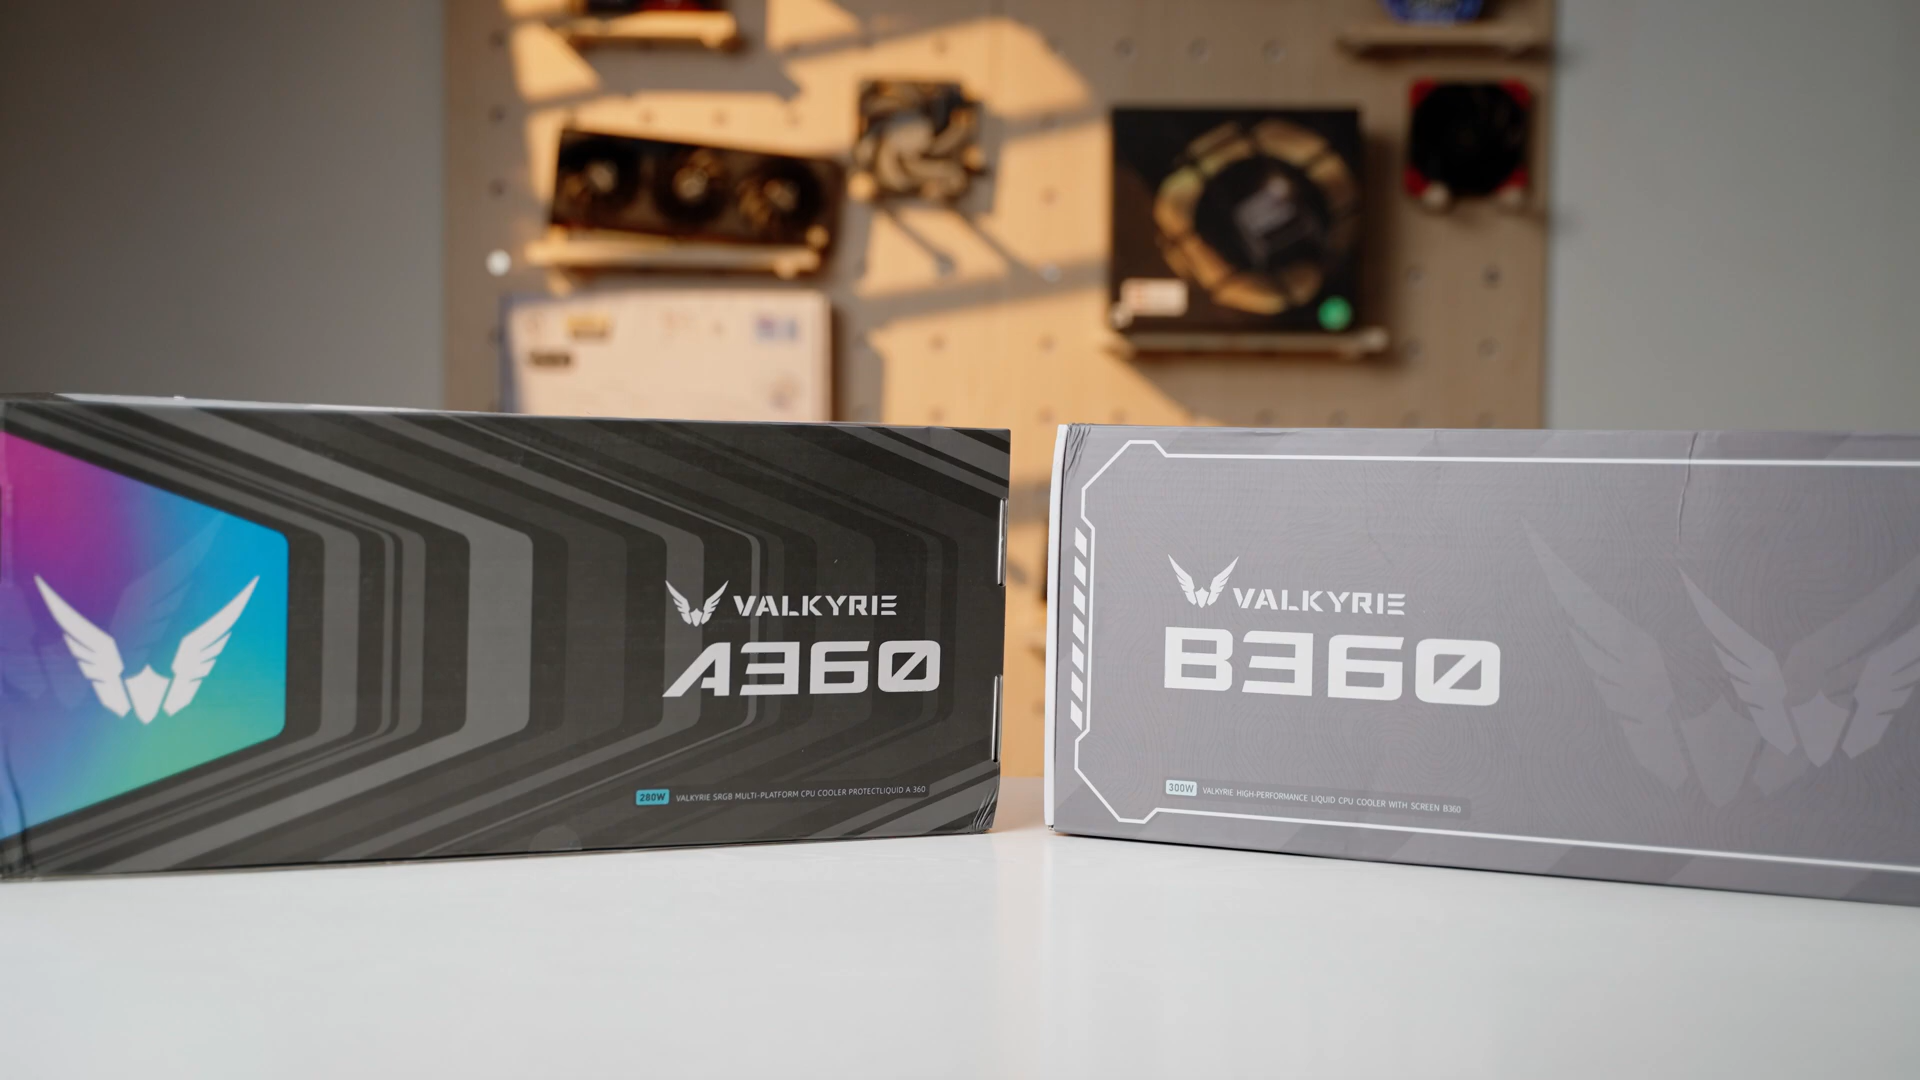 VALKYRIE
A360
280W VALKYRIE SRGB MULTI-PLATFORM CPU COOLER PROTECTLIQUID A 360
VALKYRIE
B360
300W VALKYRIE HIGH-PERFORMANCE LIQUID CPU COOLER WITH SCREEN B360